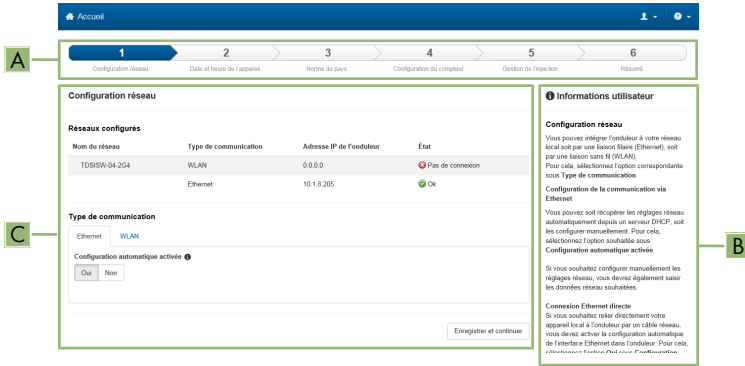 Accueil
A
1 2 3 4 5 6
Configuration réseau Date et heure de l'appareil Norme du pays Configuration du compteur Gestion de l'injection Résumé
C
Configuration réseau
Réseaux configurés
Nom du réseau Type de communication Adresse IP de l'onduleur État
TDSISW-04-2G4 WLAN 0.0.0.0 Pas de connexion
Ethernet 10.1.8.205 Ok
Type de communication
Ethernet WLAN
Configuration automatique activée
Oui Non
Enregistrer et continuer
B
Informations utilisateur
Configuration réseau
Vous pouvez intégrer l'onduleur à votre réseau
local soit par une liaison filaire (Ethernet), soit
par une liaison sans fil (WLAN).
Pour cela, sélectionnez l'option correspondante
sous Type de communication.
Configuration de la communication via
Ethernet
Vous pouvez soit récupérer les réglages réseau
automatiquement depuis un serveur DHCP, soit
les configurer manuellement. Pour cela,
sélectionnez l'option souhaitée sous
Configuration automatique activée.
Si vous souhaitez configurer manuellement les
réglages réseau, vous devrez également saisir
les données réseau souhaitées.
Connexion Ethernet directe
Si vous souhaitez relier directement votre
appareil local à l'onduleur par un câble réseau,
vous devez activer la configuration automatique
de l'interface Ethernet dans l'onduleur. Pour cela,
sélectionnez l'option Oui sous Configuration